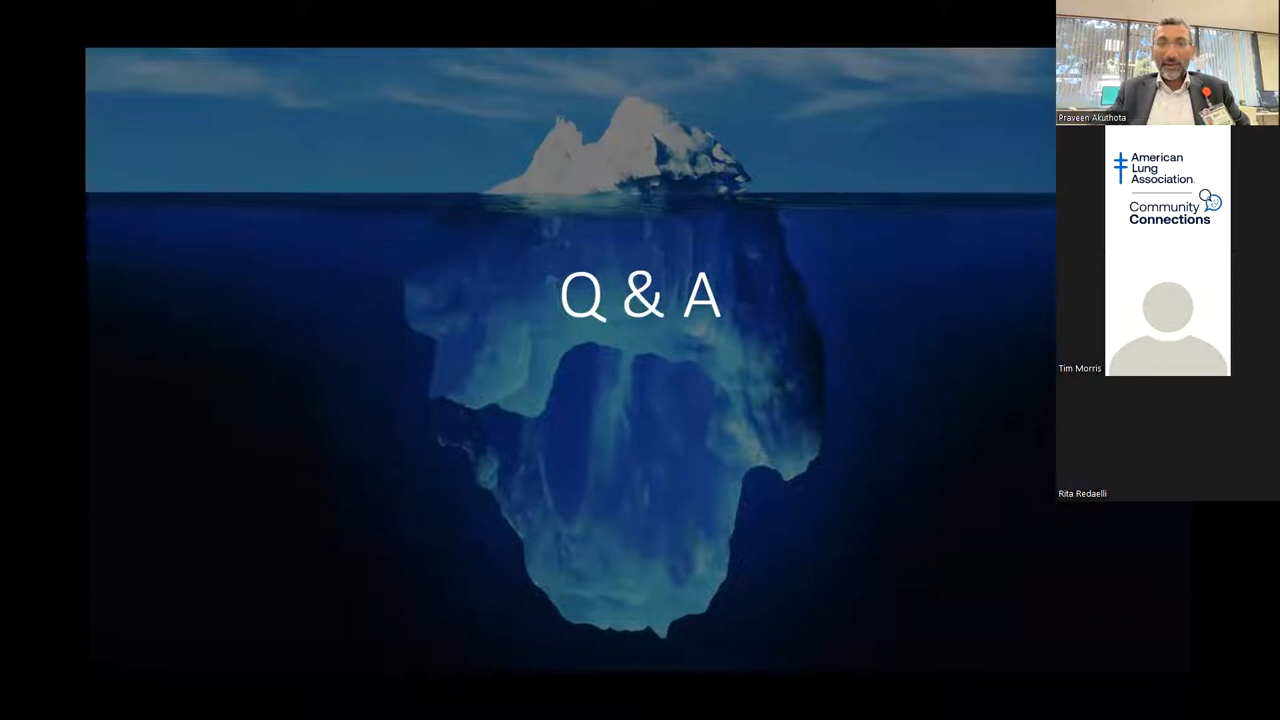 Q & A
Praveen Akuthota
American
Lung
Association.
Community
Connections
Tim Morris
Rita Redaelli